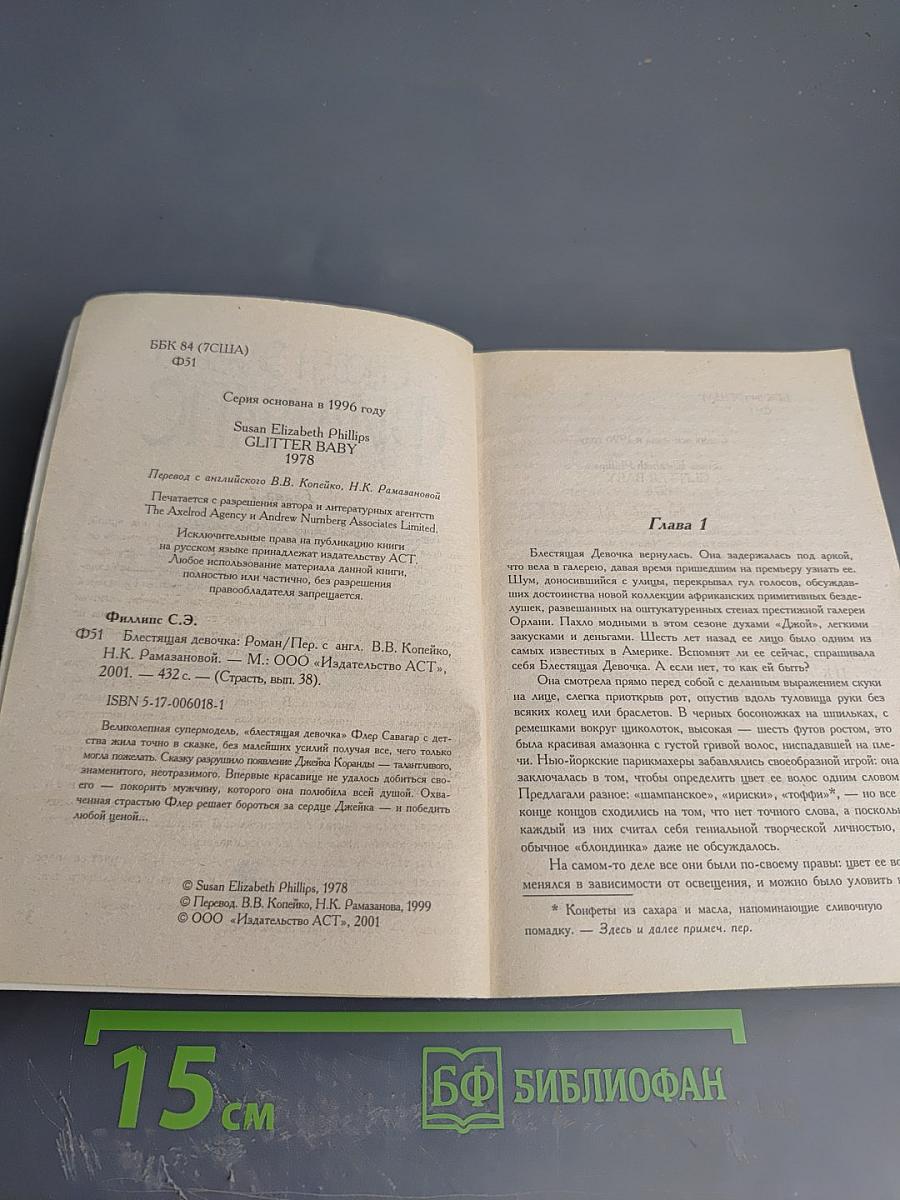 ББК 84 (7США)
Ф51
Серия основана в 1996 году
Susan Elizabeth Phillips
GLITTER BABY
1978
Перевод с английского В.В. Копейко, Н.К. Рамазановой
Печатается с разрешения автора и литературных агентств
The Axelrod Agency и Andrew Nurnberg Associates Limited.
Исключительные права на публикацию книги
на русском языке принадлежат издательству АСТ.
Любое использование материала данной книги,
полностью или частично, без разрешения
правообладателя запрещается.
Филлипс С.Э.
Ф51 Блестящая девочка: Роман/Пер. с англ. В.В. Копейко,
Н.К. Рамазановой. — М.: ООО «Издательство АСТ»,
2001. — 432 с. — (Страсть, вып. 38).
ISBN 5-17-006018-1
Великолепная супермодель, «блестящая девочка» Флер Савагар с дет-
ства жила точно в сказке, без малейших усилий получая все, чего только
могла пожелать. Сказку разрушило появление Джейка Коранды — талантливого,
знаменитого, неотразимого. Впервые красавице не удалось добиться сво-
его — покорить мужчину, которого она полюбила всей душой. Охва-
ченная страстью Флер решает бороться за сердце Джейка — и победить
любой ценой...
© Susan Elizabeth Phillips, 1978
© Перевод. В.В. Копейко, Н.К. Рамазанова, 1999
© ООО «Издательство АСТ», 2001
Глава 1
Блестящая Девочка вернулась. Она задержалась под аркой,
что вела в галерею, давая время пришедшим на премьеру узнать ее.
Шум, доносившийся с улицы, перекрывал гул голосов, обсуждав-
ших достоинства новой коллекции африканских примитивных безде-
лушек, развешанных на оштукатуренных стенах престижной галереи
Орлани. Пахло модными в этом сезоне духами «Джой», легкими
закусками и деньгами. Шесть лет назад ее лицо было одним из
самых известных в Америке. Вспомнят ли ее сейчас, спрашивала
себя Блестящая Девочка. А если нет, то как ей быть?
Она смотрела прямо перед собой с деланным выражением скуки
на лице, слегка приоткрыв рот, опустив вдоль туловища руки без
всяких колец или браслетов. В черных босоножках на шпильках, с
ремешками вокруг щиколоток, высокая — шесть футов ростом, это
была красивая амазонка с густой гривой волос, ниспадавшей на пле-
чи. Нью-йоркские парикмахеры забавлялись своеобразной игрой: она
заключалась в том, чтобы определить цвет ее волос одним словом
Предлагали разное: «шампанское», «ириски», «тоффи»*, — но все
конце концов сходились на том, что нет точного слова, а поскольк
каждый из них считал себя гениальной творческой личностью,
обычное «блондинка» даже не обсуждалось.
На самом-то деле все они были по-своему правы: цвет ее во
менялся в зависимости от освещения, и можно было уловить
* Конфеты из сахара и масла, напоминающие сливочную
помадку. — Здесь и далее примеч. пер.
15 см
БФ БИБЛИОФАН